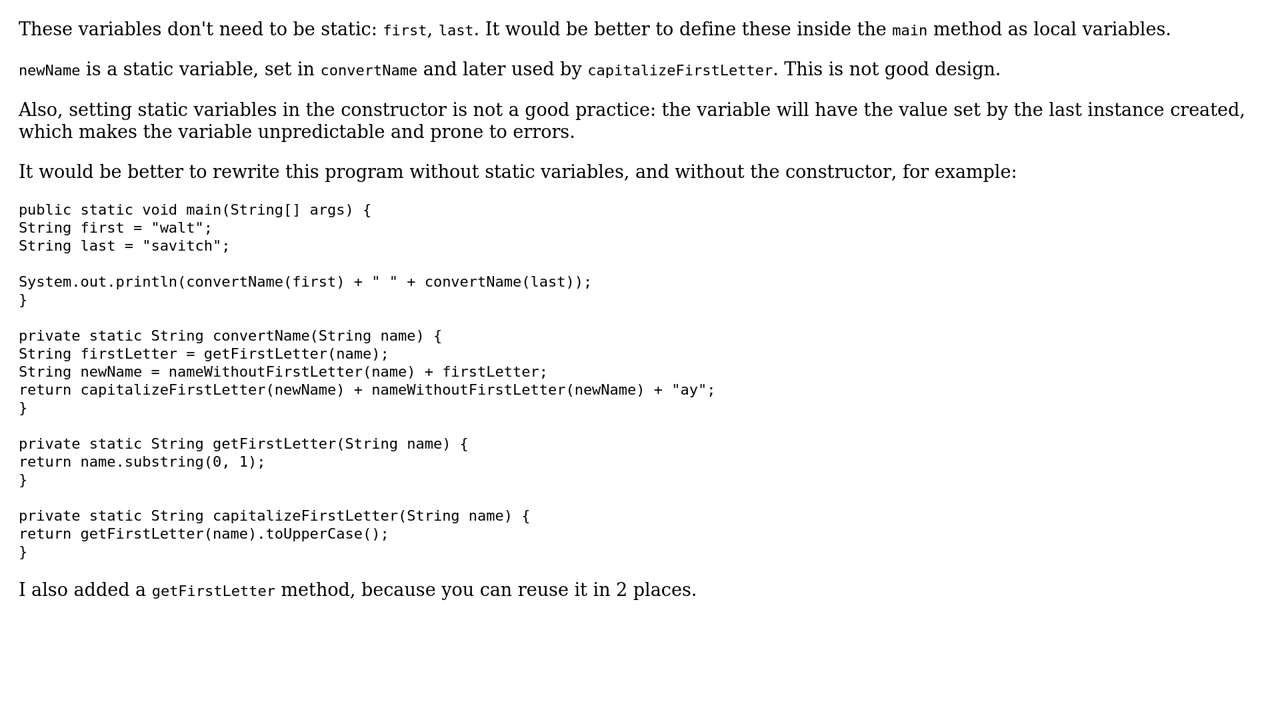 These variables don't need to be static: first, last. It would be better to define these inside the main method as local variables.
newName is a static variable, set in convertName and later used by capitalizeFirstLetter. This is not good design.
Also, setting static variables in the constructor is not a good practice: the variable will have the value set by the last instance created,
which makes the variable unpredictable and prone to errors.
It would be better to rewrite this program without static variables, and without the constructor, for example:
public static void main(String[] args) {
String first = "walt";
String last = "savitch";
System.out.println(convertName(first) + " " + convertName(last));
}
private static String convertName(String name) {
String firstLetter = getFirstLetter(name);
String newName = nameWithoutFirstLetter(name) + firstLetter;
return capitalizeFirstLetter(newName) + nameWithoutFirstLetter(newName) + "ay";
}
private static String getFirstLetter(String name) {
return name.substring(0, 1);
}
private static String capitalizeFirstLetter(String name) {
return getFirstLetter(name).toUpperCase();
}
I also added a getFirstLetter method, because you can reuse it in 2 places.